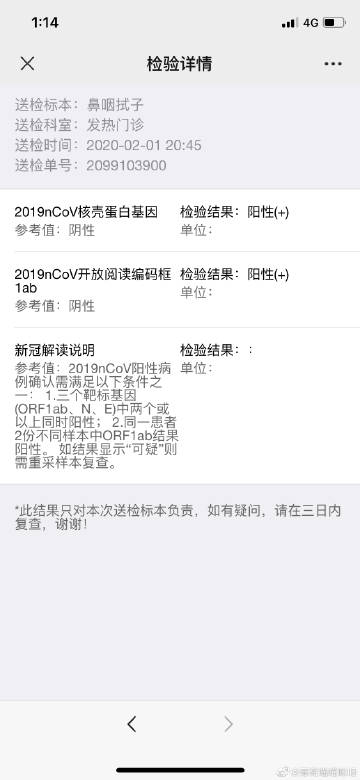 1:14
4G
检验详情
送检标本：鼻咽拭子
送检科室：发热门诊
送检时间：2020-02-01 20:45
送检单号：2099103900
2019nCoV核壳蛋白基因
检验结果：阳性(+)
参考值：阴性
单位：
2019nCoV开放阅读编码框
1ab
检验结果：阳性(+)
参考值：阴性
单位：
新冠解读说明
检验结果：:
参考值：2019nCoV阳性病
例确认需满足以下条件之
一： 1.三个靶标基因
(ORF1ab、N、E)中两个或
以上同时阳性； 2.同一患者
2份不同样本中ORF1ab结果
阳性。 如结果显示“可疑”则
需重采样本复查。
单位：
*此结果只对本次送检标本负责，如有疑问，请在三日内
复查，谢谢！